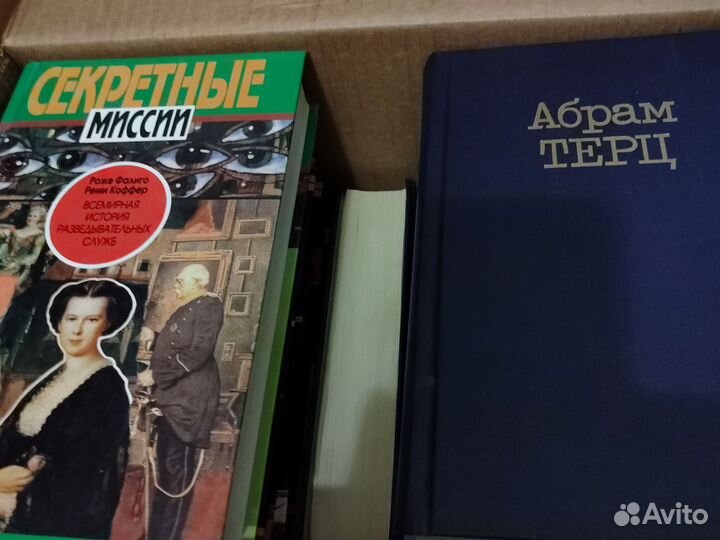 СЕКРЕТНЫЕ
МИССИИ
Роже Фалиго
Реми Коффер
ВСЕМИРНАЯ
ИСТОРИЯ
РАЗВЕДЫВАТЕЛЬНЫХ
СЛУЖБ
Абрам
ТЕРЦ
Avito